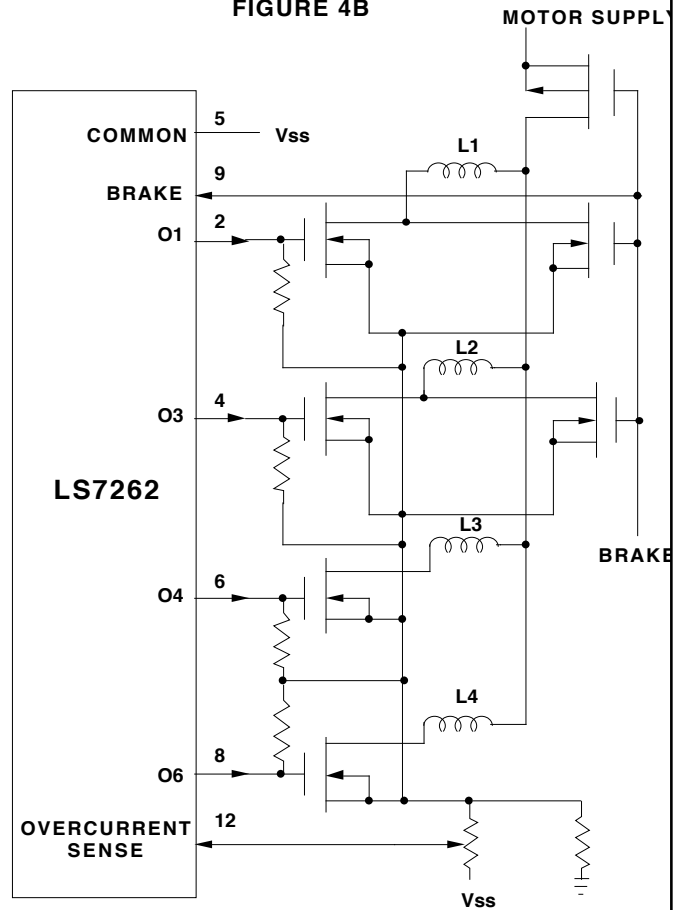 FIGURE 4B
MOTOR SUPPLY
COMMON
5
Vss
L1
BRAKE
9
O1
2
L2
O3
4
LS7262
L3
BRAKE
O4
6
L4
O6
8
OVERCURRENT
SENSE
12
Vss